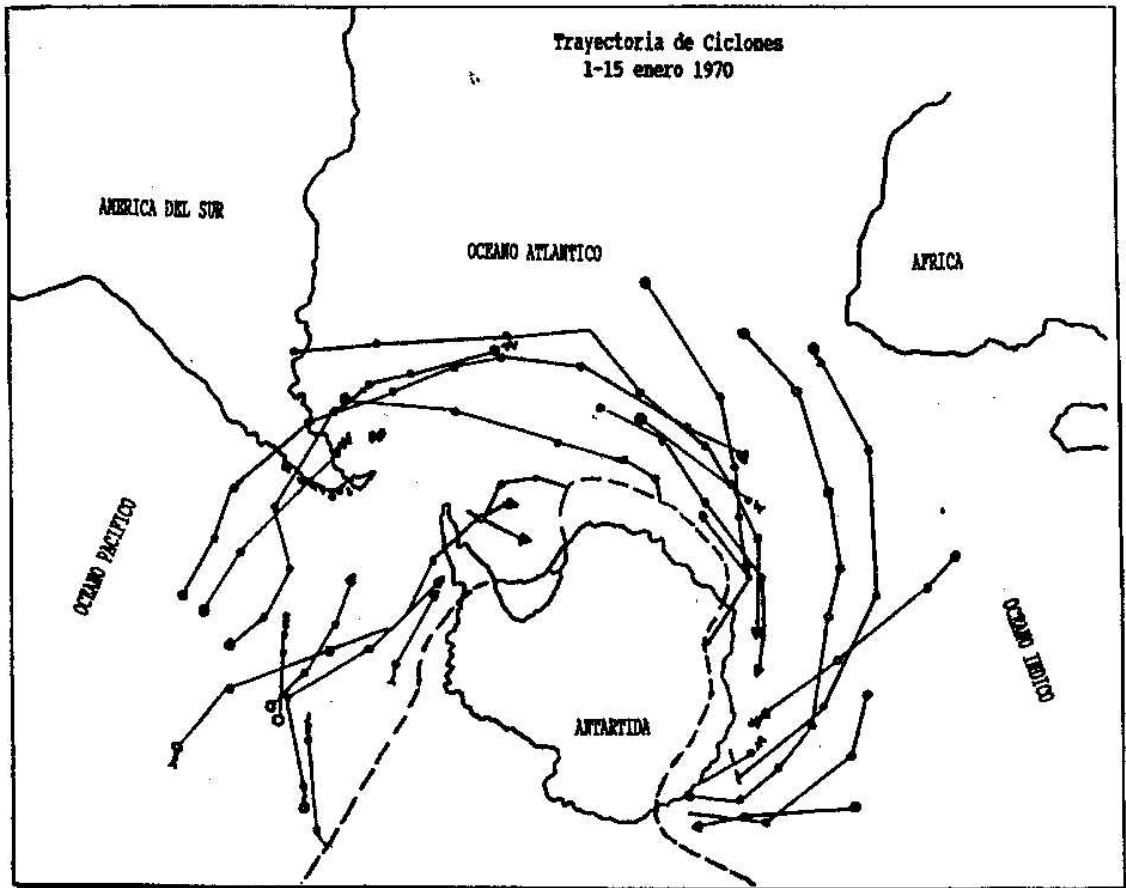 Trayectoria de Ciclones
1-15 enero 1970
AMERICA DEL SUR
OCEANO ATLANTICO
AFRICA
OCEANO PACIFICO
OCEANO INDICO
ANTARTIDA